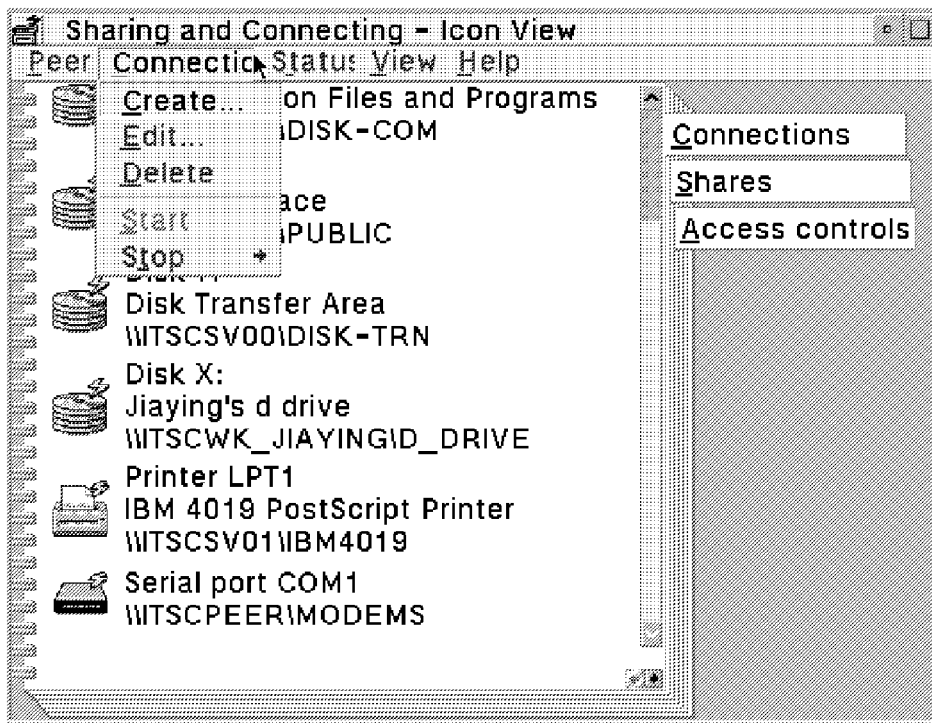 Sharing and Connecting - Icon View
Peer Connectio Status View Help
Create...
Edit...
Delete
Start
Stop
on Files and Programs
\DISK-COM
ace
\PUBLIC
Disk Transfer Area
\\ITSCSV00\DISK-TRN
Disk X:
Jiaying's d drive
\\ITSCWK_JIAYING\D_DRIVE
Printer LPT1
IBM 4019 PostScript Printer
\\ITSCSV01\IBM4019
Serial port COM1
\\ITSCPEER\MODEMS
Connections
Shares
Access controls